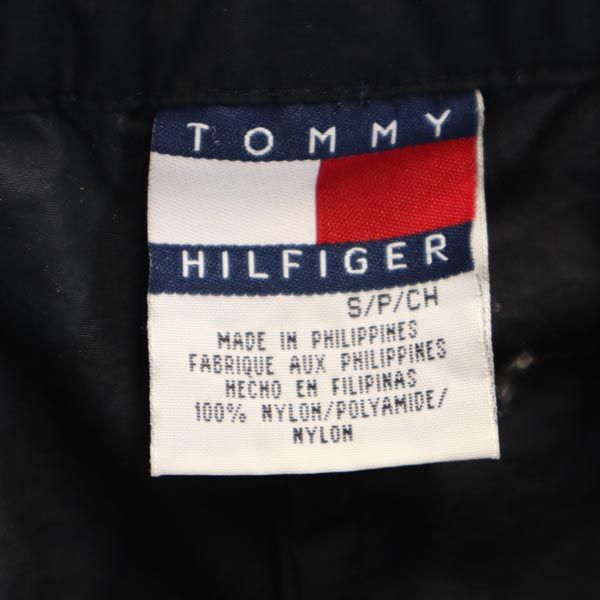 TOMMY
HILFIGER
S/P/CH
MADE IN PHILIPPINES
FABRIQUE AUX PHILIPPINES
HECHO EN FILIPINAS
100% NYLON/POLYAMIDE/
NYLON